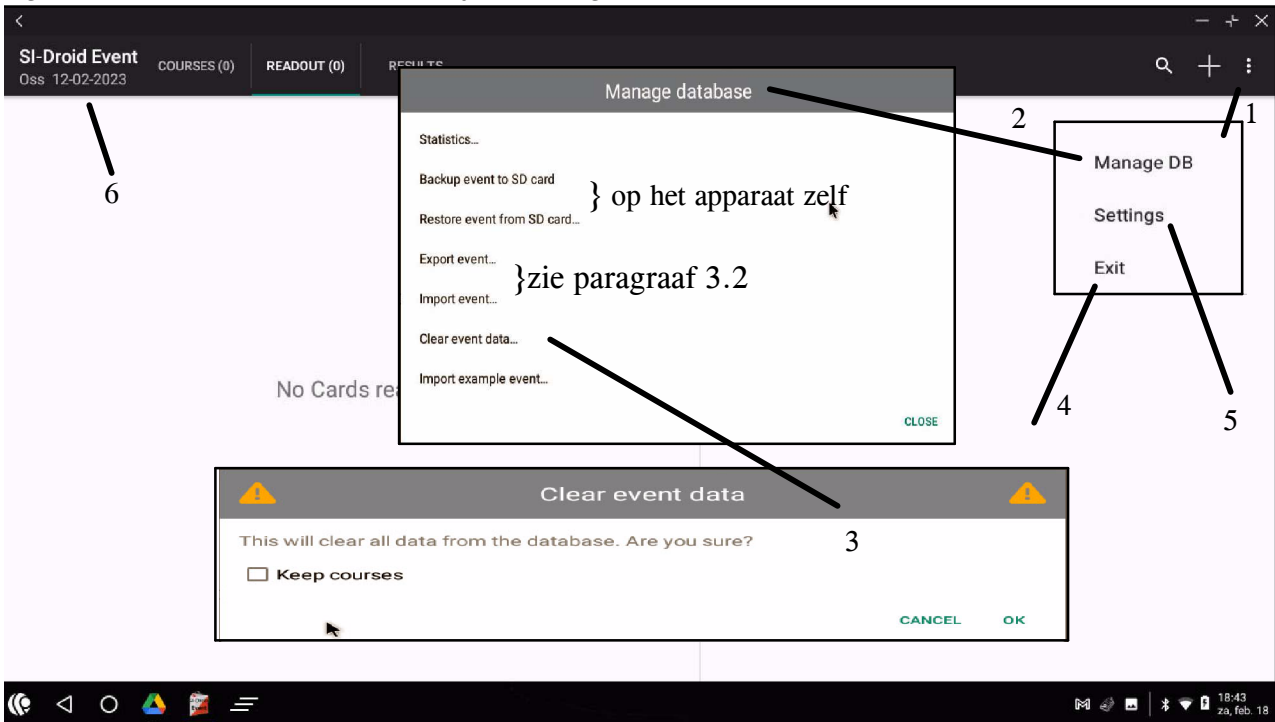 SI-Droid Event
Oss 12-02-2023
COURSES (0)
READOUT (0)
1
2
Manage database
Statistics...
Backup event to SD card
} op het apparaat zelf
Restore event from SD card...
Export event...
}zie paragraaf 3.2
Import event...
Clear event data...
Import example event...
CLOSE
Manage DB
Settings
Exit
6
4
5
No Cards
Clear event data
This will clear all data from the database. Are you sure?
3
Keep courses
CANCEL OK
18:43
za, feb. 18